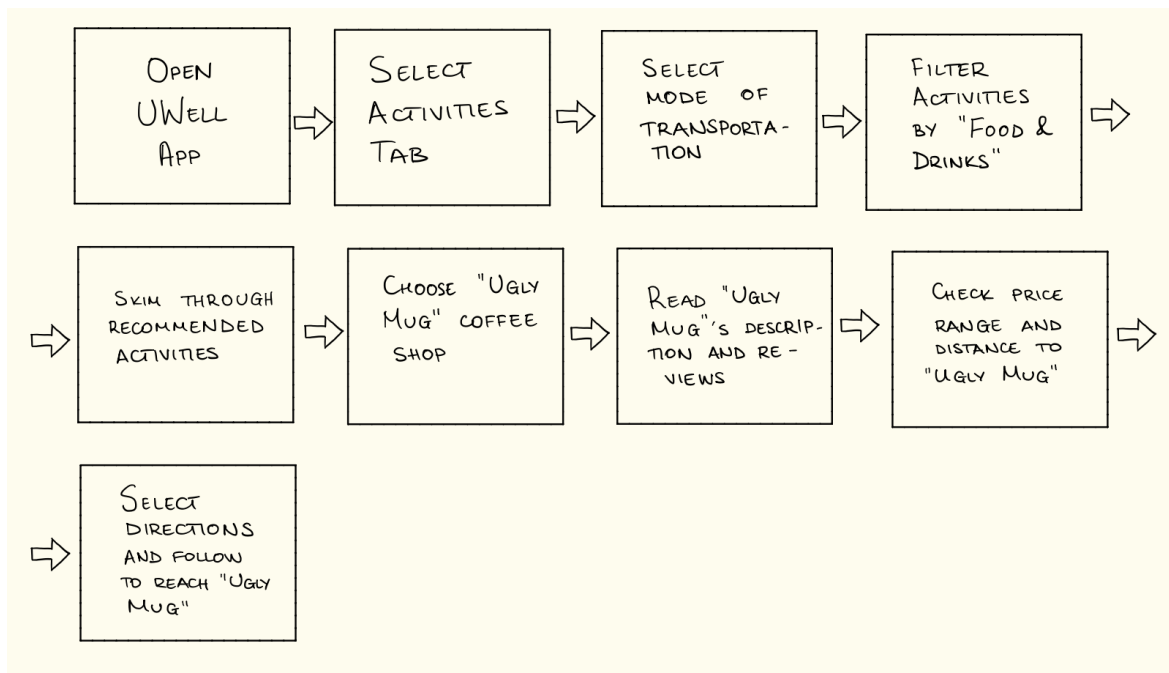 Open
UWell
App
Select
Activities
Tab
Select
mode of
transporta-
tion
Filter
Activities
by "Food &
Drinks"
Skim through
recommended
activities
Choose "Ugly
Mug" coffee
shop
Read "Ugly
Mug"'s descrip-
tion and re-
views
Check price
range and
distance to
"Ugly Mug"
Select
directions
and follow
to reach "Ugly
Mug"